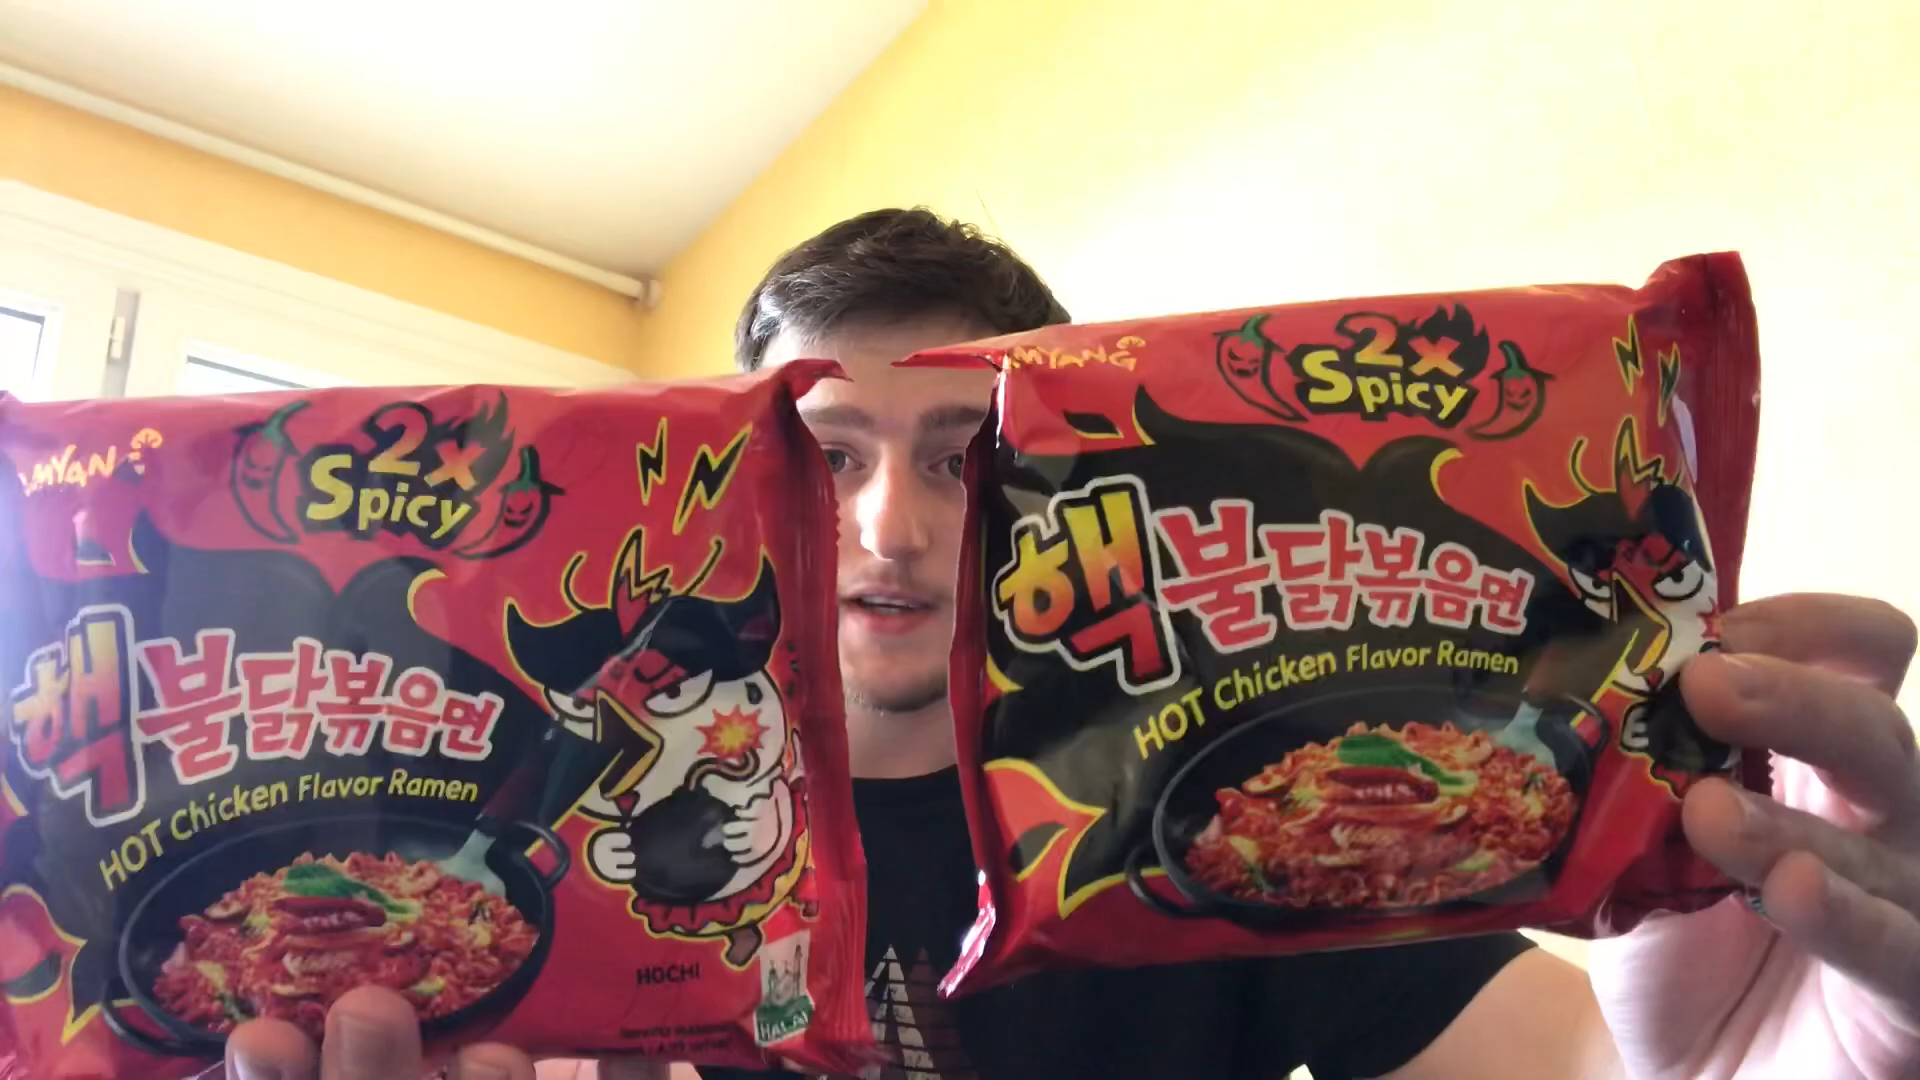 MYANG
2x
Spicy
핵불닭볶음면
HOT Chicken Flavor Ramen
HOCHI
HALAL
MYANG
2x
Spicy
핵불닭볶음면
HOT Chicken Flavor Ramen